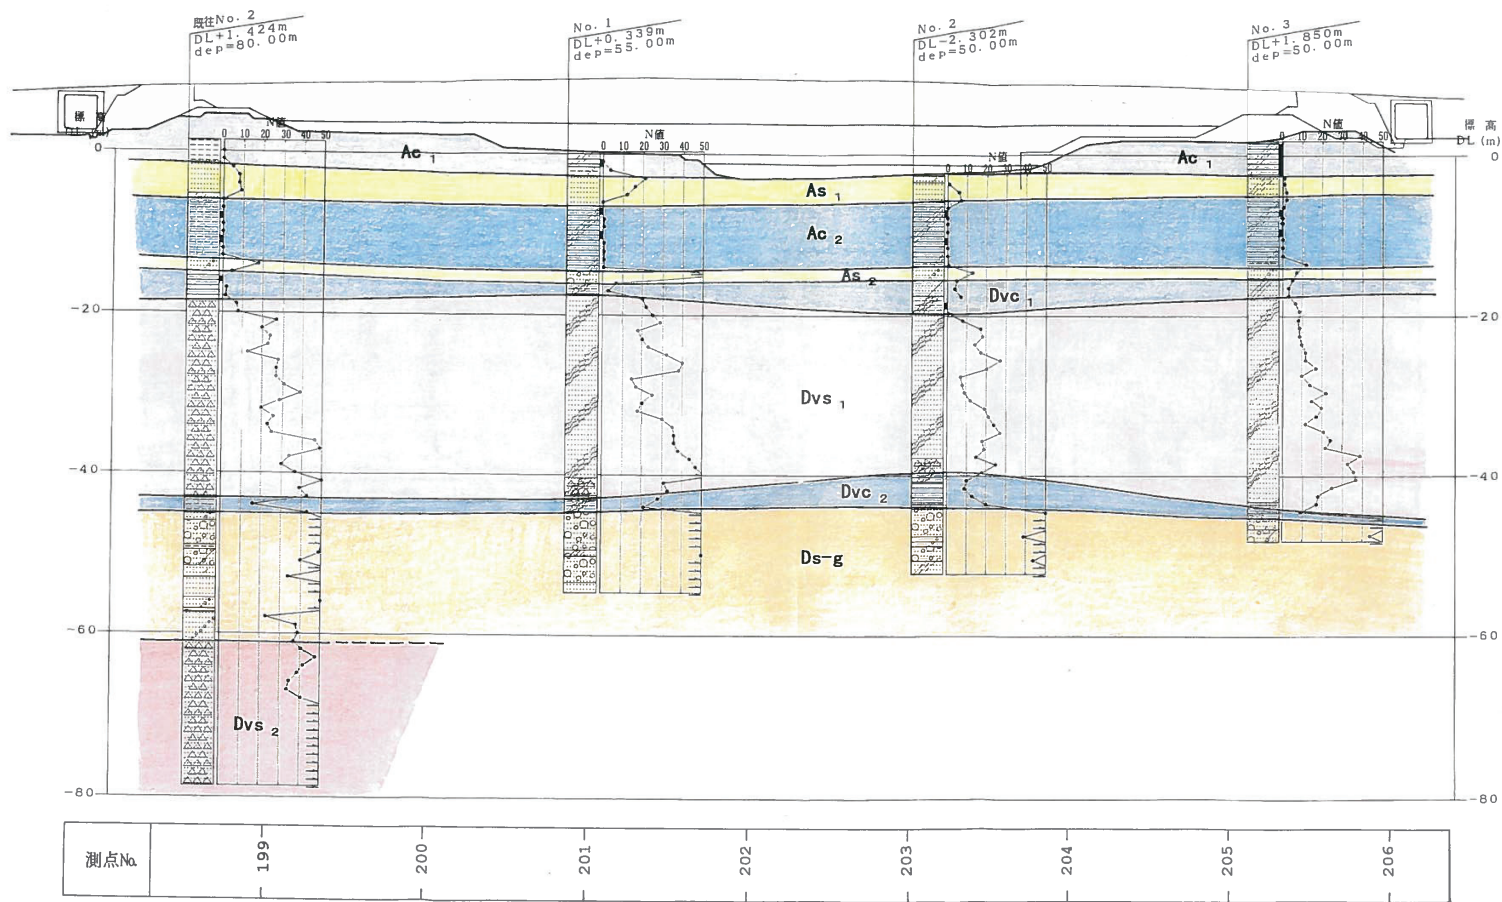 既往No. 2
DL+1. 424m
dep=80. 00m
No. 1
DL+0. 339m
dep=55. 00m
No. 2
DL-2. 302m
dep=50. 00m
No. 3
DL+1. 850m
dep=50. 00m
N値
0 10 20 30 40 50
N値
0 10 20 30 40 50
N値
0 10 20 30 40 50
N値
0 10 20 30 40 50
標高
標高
DL (m)
0
-20
-40
-60
-80
0
-20
-40
-60
-80
Ac 1
Ac 1
As 1
Ac 2
As 2
Dvc 1
Dvs 1
Dvc 2
Ds-g
Dvs 2
測点No.
199
200
201
202
203
204
205
206